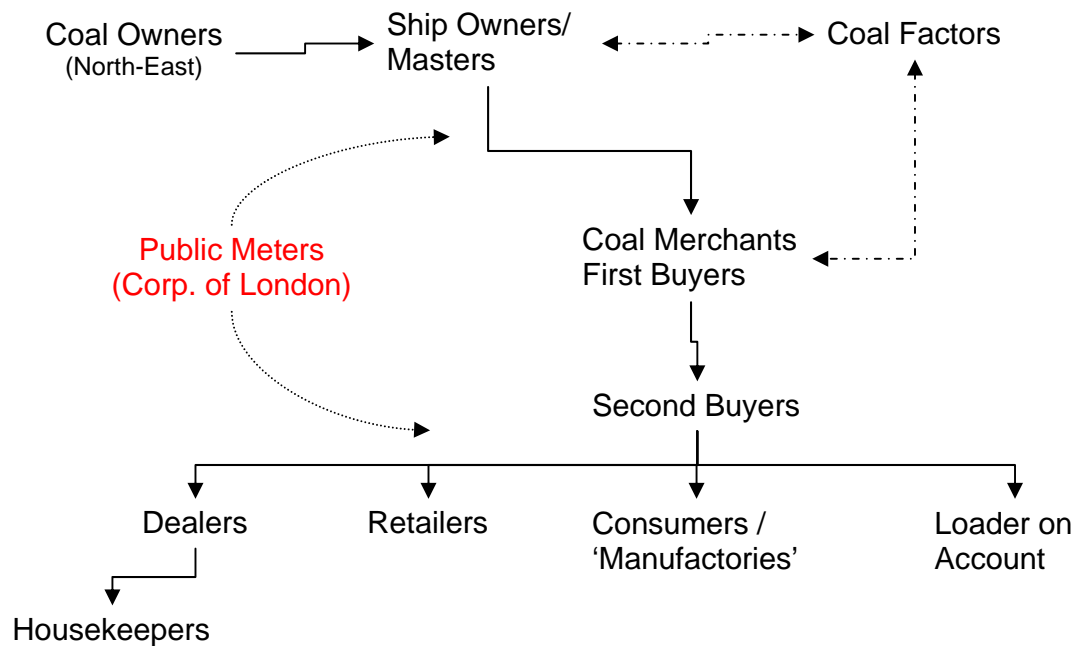 Coal Owners
(North-East)
Ship Owners/
Masters
Coal Factors
Public Meters
(Corp. of London)
Coal Merchants
First Buyers
Second Buyers
Dealers
Retailers
Consumers /
‘Manufactories’
Loader on
Account
Housekeepers